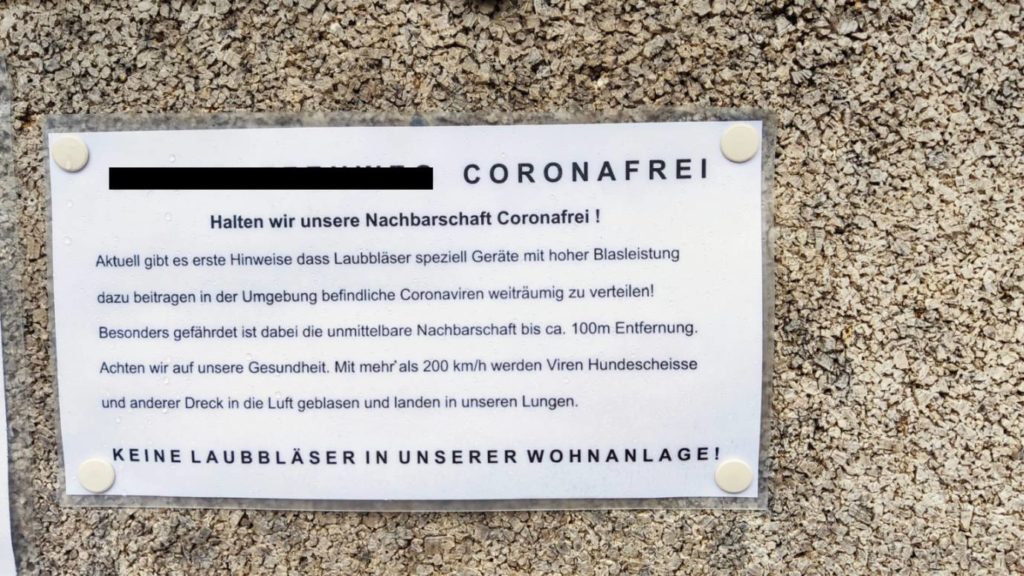 CORONAFREI
Halten wir unsere Nachbarschaft Coronafrei !
Aktuell gibt es erste Hinweise dass Laubbläser speziell Geräte mit hoher Blasleistung
dazu beitragen in der Umgebung befindliche Coronaviren weiträumig zu verteilen!
Besonders gefährdet ist dabei die unmittelbare Nachbarschaft bis ca. 100m Entfernung.
Achten wir auf unsere Gesundheit. Mit mehr als 200 km/h werden Viren Hundescheisse
und anderer Dreck in die Luft geblasen und landen in unseren Lungen.
KEINE LAUBBLÄSER IN UNSERER WOHNANLAGE!